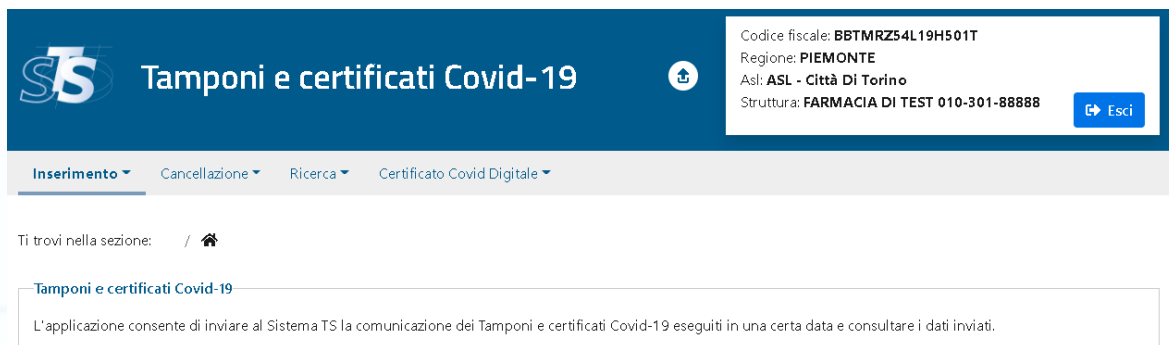 STS
Tamponi e certificati Covid-19
Codice fiscale: BBTMRZ54L19H501T
Regione: PIEMONTE
Asl: ASL - Città Di Torino
Struttura: FARMACIA DI TEST 010-301-88888
Esci
Inserimento Cancellazione Ricerca Certificato Covid Digitale
Ti trovi nella sezione: /
Tamponi e certificati Covid-19
L'applicazione consente di inviare al Sistema TS la comunicazione dei Tamponi e certificati Covid-19 eseguiti in una certa data e consultare i dati inviati.